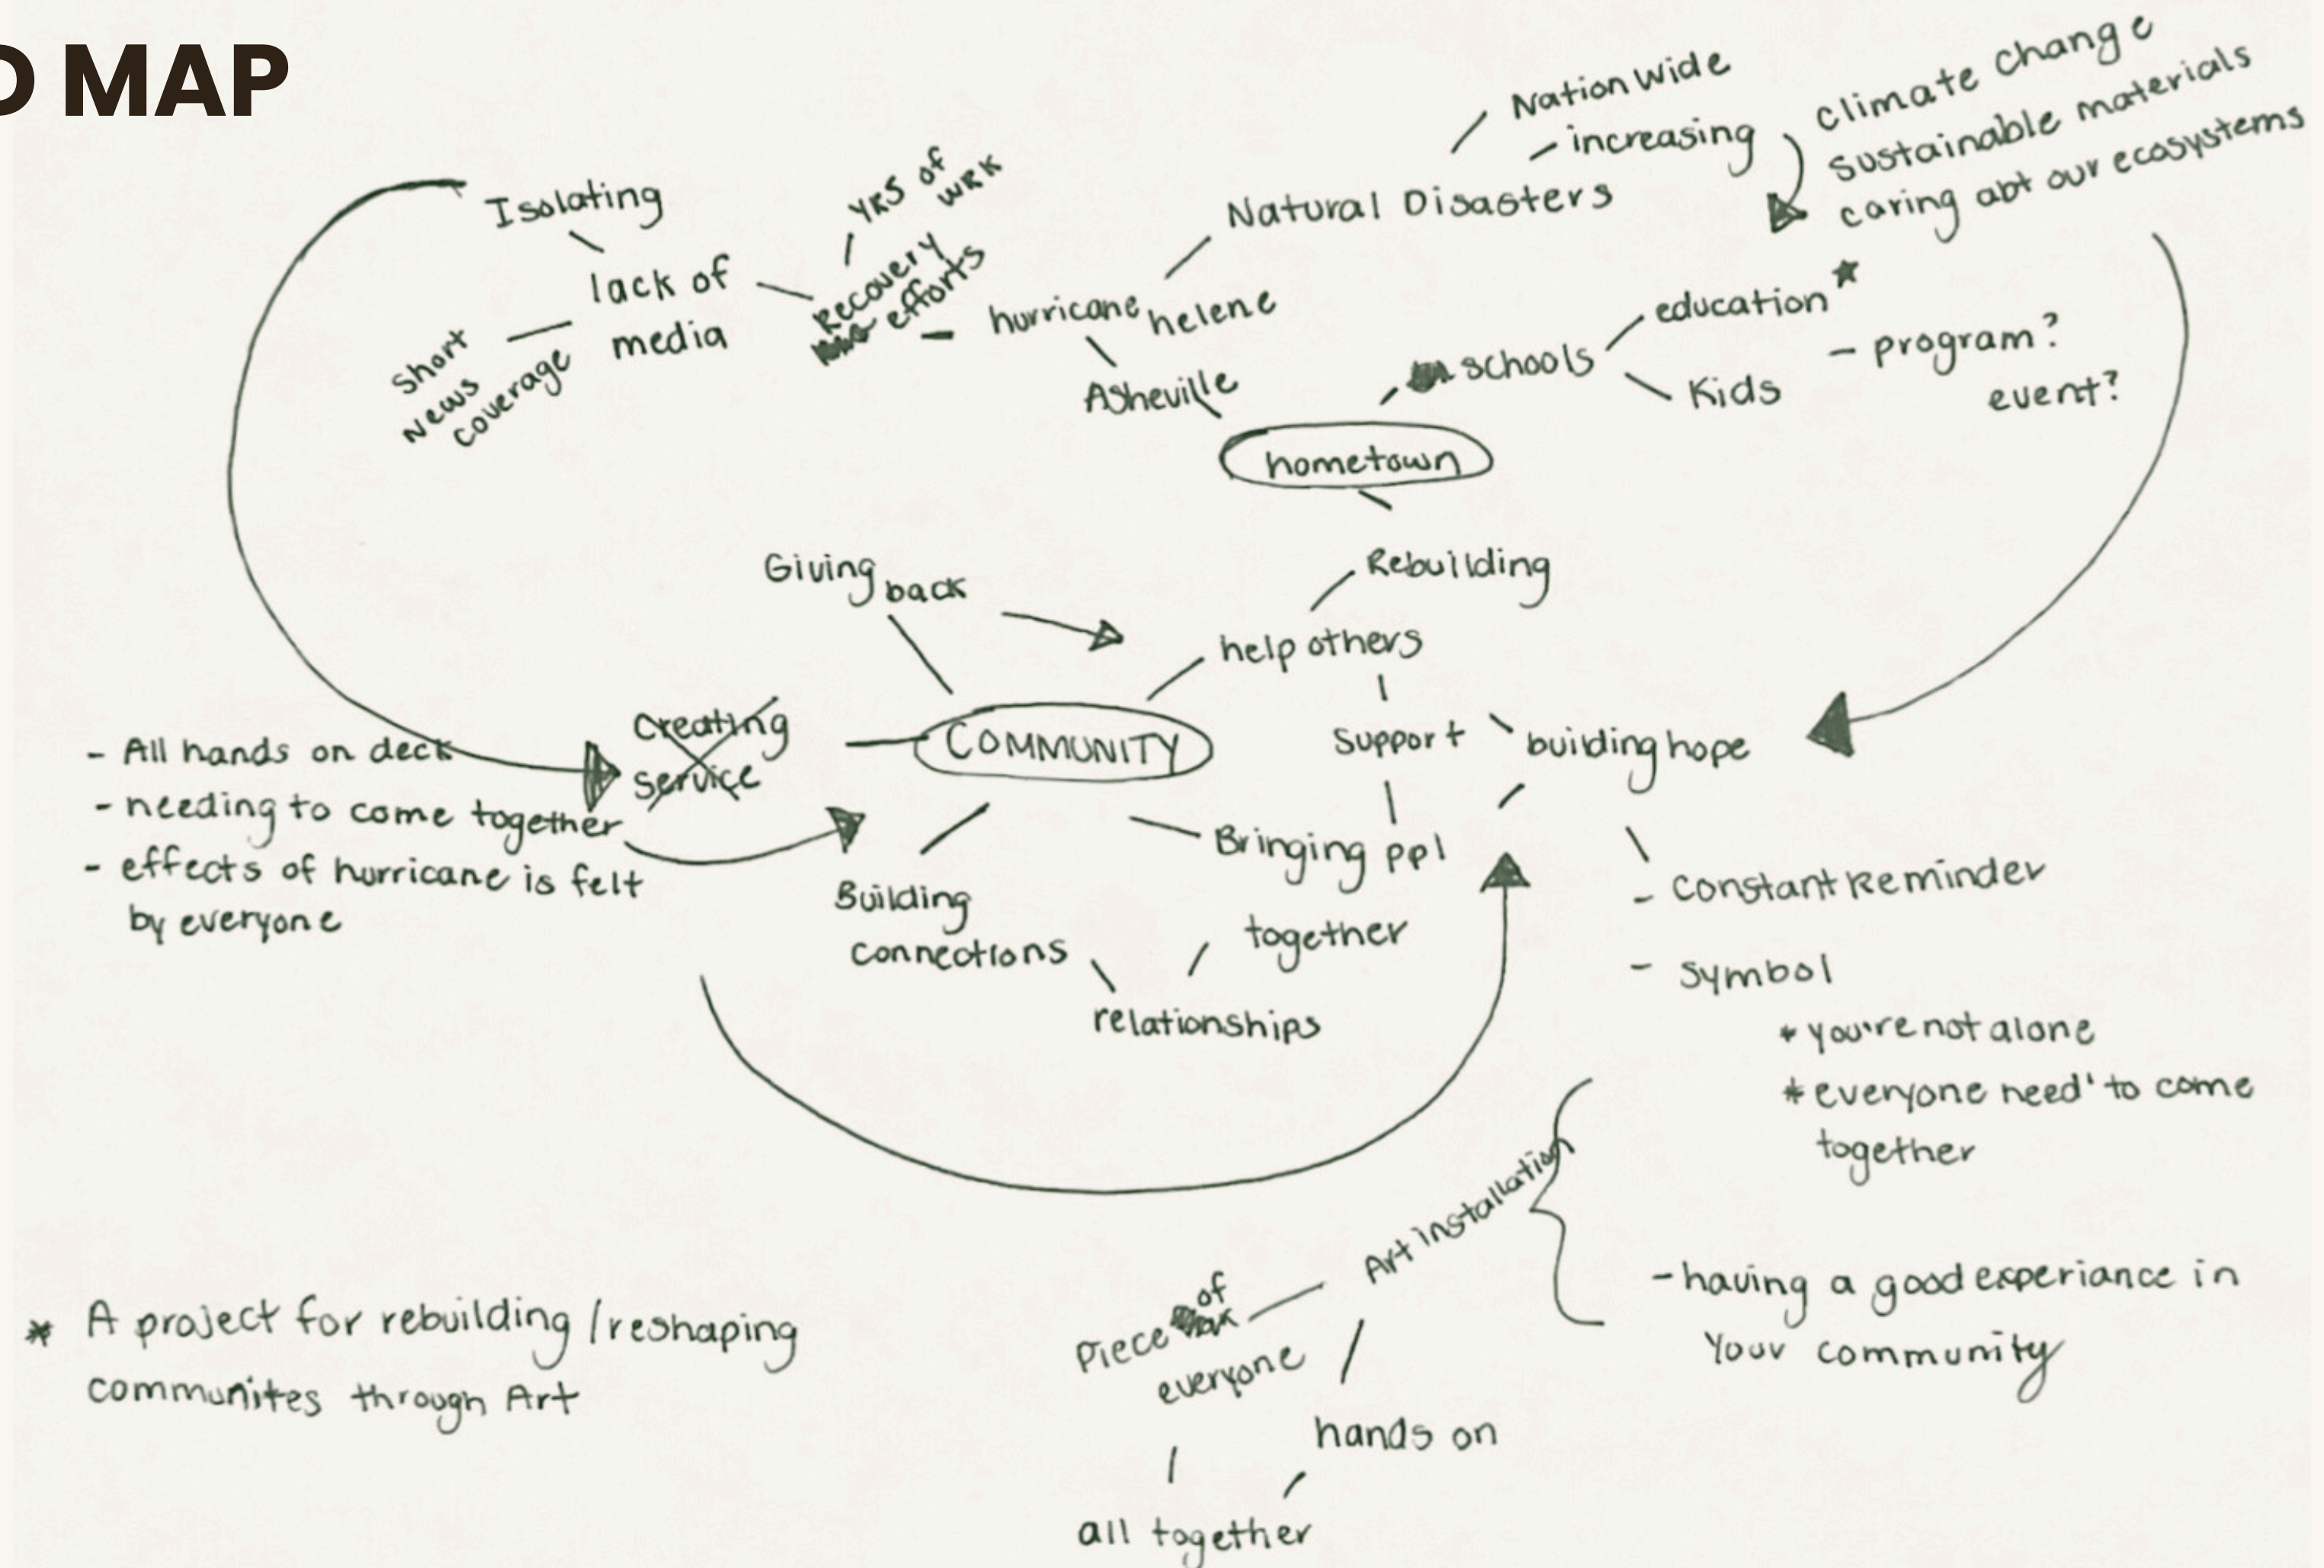 D MAP
Nation Wide
increasing
Climate change
Sustainable materials
caring abt our ecosystems
Natural Disasters
Isolating
YRS of
WRK
lack of
media
Recovery
efforts
Short
News
coverage
hurricane helene
Asheville
schools
education
Kids
- program?
event?
hometown
Giving back
Rebuilding
help others
Creating
service
COMMUNITY
Support
building hope
- All hands on deck
- needing to come together
- effects of hurricane is felt
by everyone
Building
connections
Bringing ppl
together
relationships
- Constant Reminder
- Symbol
* you're not alone
* everyone need' to come
together
Art installation
Piece of
everyone
hands on
all together
- having a good experiance in
Your community
* A project for rebuilding / reshaping
communites through Art